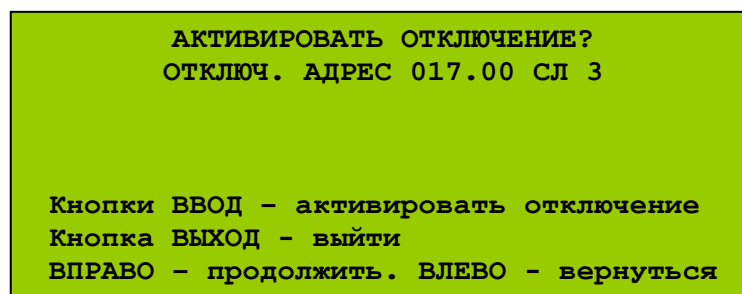 АКТИВИРОВАТЬ ОТКЛЮЧЕНИЕ?
ОТКЛЮЧ. АДРЕС 017.00 СЛ 3
Кнопки ВВОД – активировать отключение
Кнопка ВЫХОД - выйти
ВПРАВО – продолжить. ВЛЕВО - вернуться